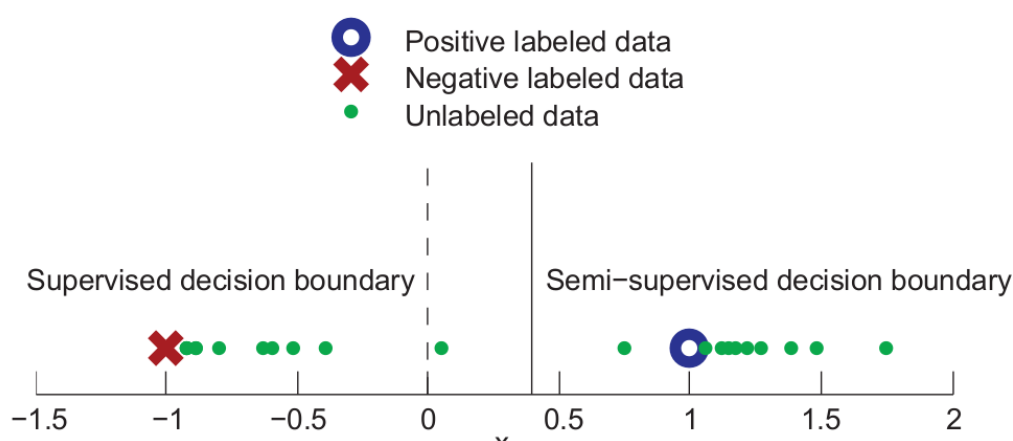 Positive labeled data
Negative labeled data
Unlabeled data
Supervised decision boundary
Semi−supervised decision boundary
−1.5 −1 −0.5 0 0.5 1 1.5 2